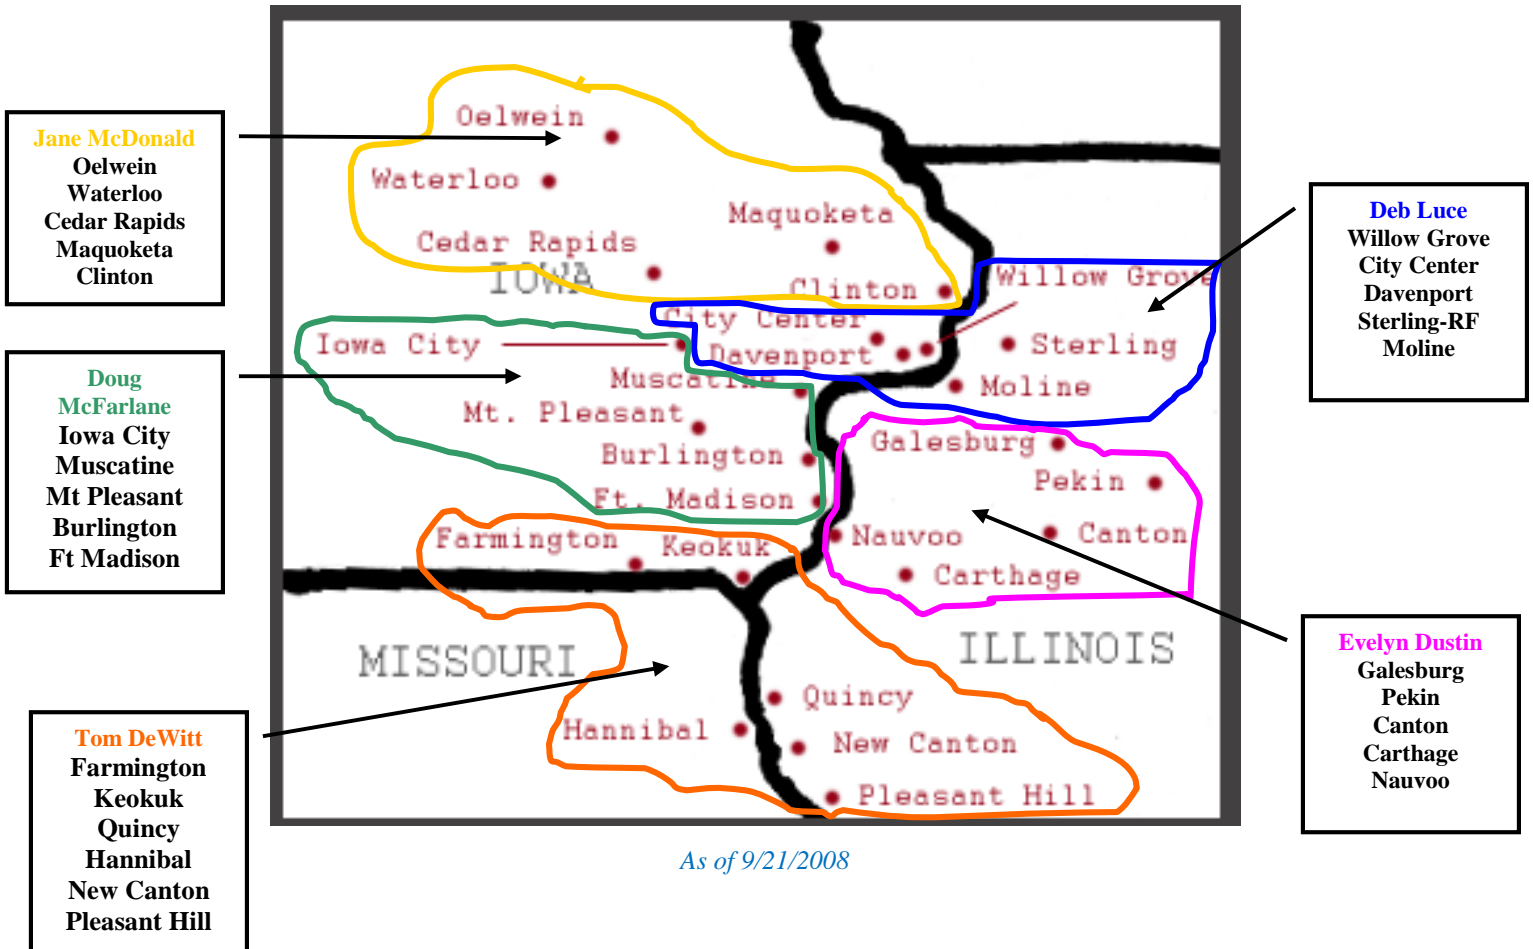 Jane McDonald
Oelwein
Waterloo
Cedar Rapids
Maquoketa
Clinton
Doug
McFarlane
Iowa City
Muscatine
Mt Pleasant
Burlington
Ft Madison
Tom DeWitt
Farmington
Keokuk
Quincy
Hannibal
New Canton
Pleasant Hill
Oelwein
Waterloo
Maquoketa
Cedar Rapids
IOWA
Clinton
Willow Grove
City Center
Iowa City
Davenport
Sterling
Muscatine
Moline
Mt. Pleasant
Galesburg
Burlington
Pekin
Ft. Madison
Farmington
Keokuk
Nauvoo
Canton
Carthage
MISSOURI
ILLINOIS
Quincy
Hannibal
New Canton
Pleasant Hill
As of 9/21/2008
Deb Luce
Willow Grove
City Center
Davenport
Sterling-RF
Moline
Evelyn Dustin
Galesburg
Pekin
Canton
Carthage
Nauvoo